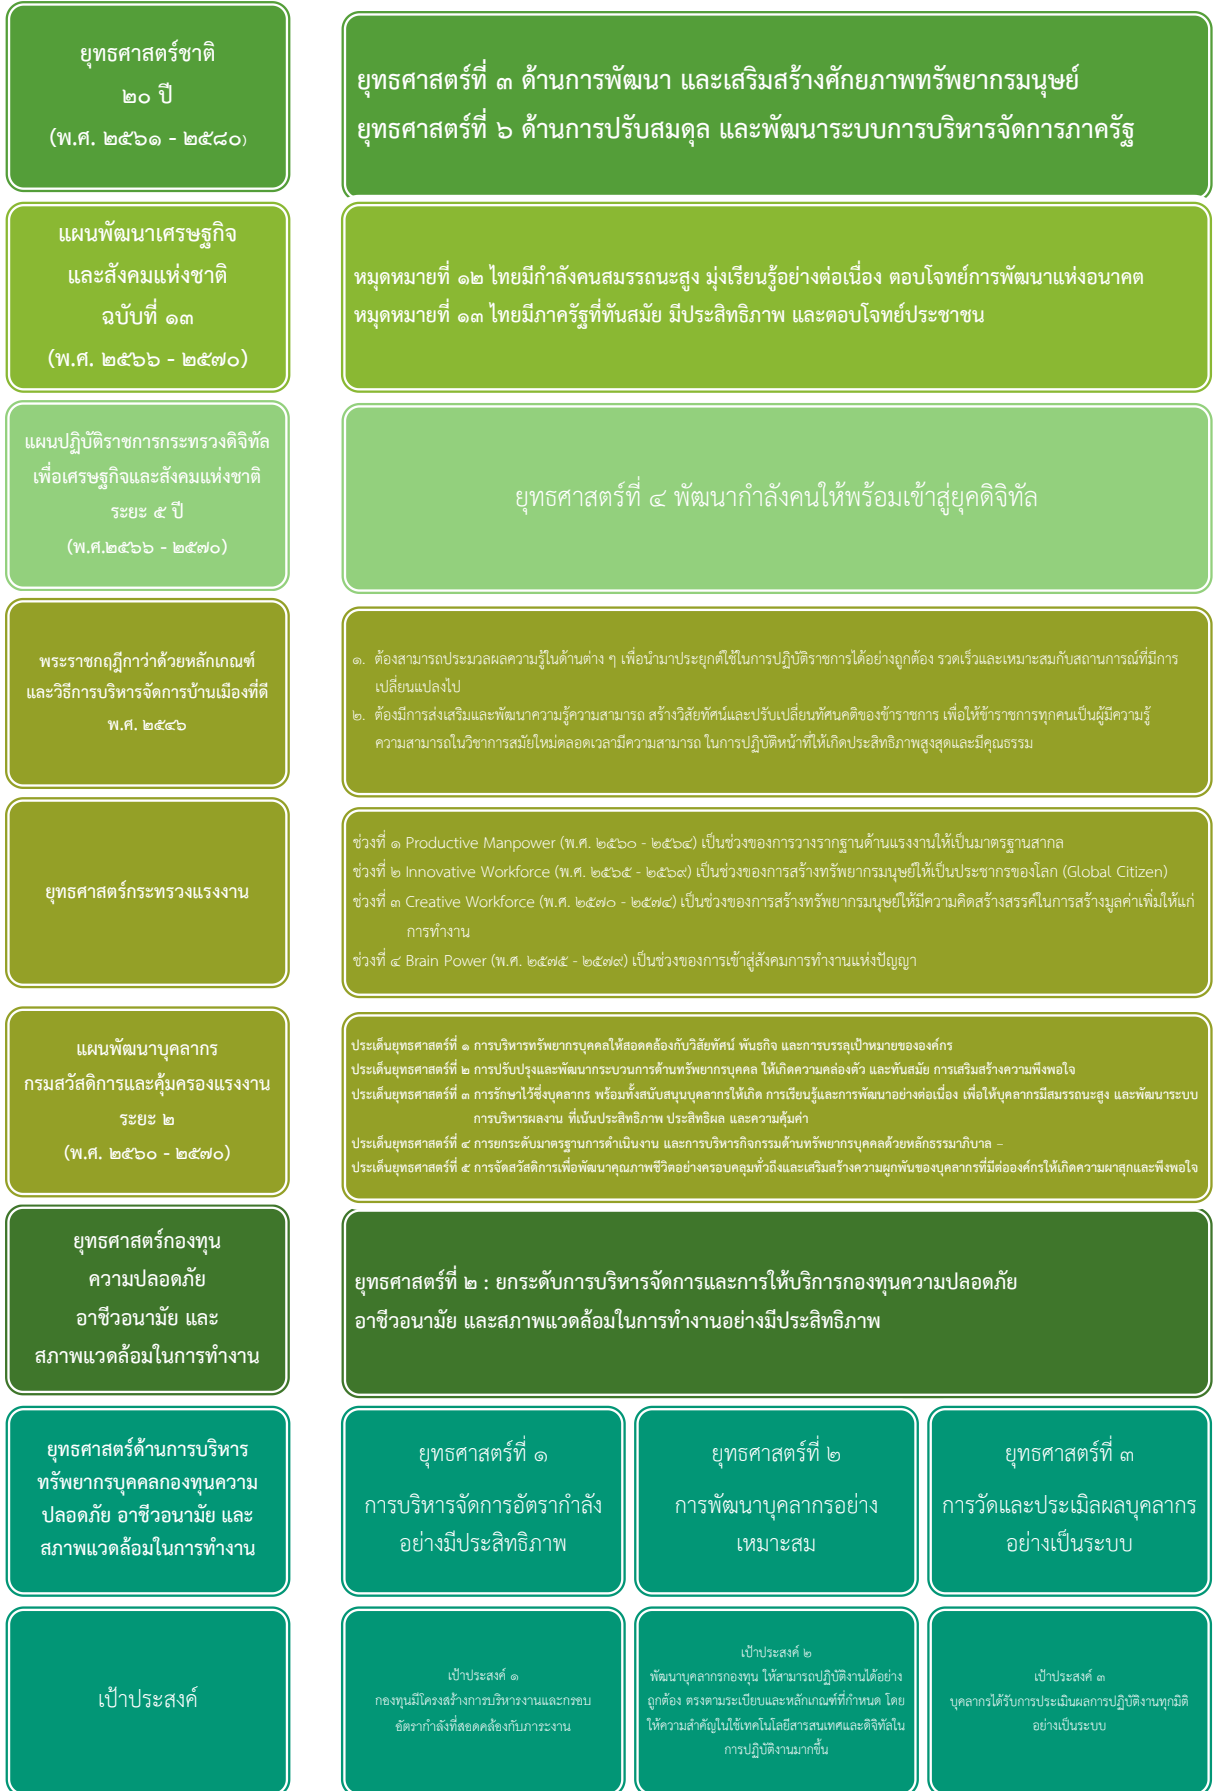 ยุทธศาสตร์ชาติ
๒๐ ปี
(พ.ศ. ๒๕๖๑ - ๒๕๘๐)
ยุทธศาสตร์ที่ ๓ ด้านการพัฒนา และเสริมสร้างศักยภาพทรัพยากรมนุษย์
ยุทธศาสตร์ที่ ๖ ด้านการปรับสมดุล และพัฒนาระบบการบริหารจัดการภาครัฐ
แผนพัฒนาเศรษฐกิจ
และสังคมแห่งชาติ
ฉบับที่ ๑๓
(พ.ศ. ๒๕๖๖ - ๒๕๗๐)
หมุดหมายที่ ๑๒ ไทยมีกำลังคนสมรรถนะสูง มุ่งเรียนรู้อย่างต่อเนื่อง ตอบโจทย์การพัฒนาแห่งอนาคต
หมุดหมายที่ ๑๓ ไทยมีภาครัฐที่ทันสมัย มีประสิทธิภาพ และตอบโจทย์ประชาชน
แผนปฏิบัติราชการกระทรวงดิจิทัล
เพื่อเศรษฐกิจและสังคมแห่งชาติ
ระยะ ๕ ปี
(พ.ศ.๒๕๖๖ - ๒๕๗๐)
ยุทธศาสตร์ที่ ๔ พัฒนากำลังคนให้พร้อมเข้าสู่ยุคดิจิทัล
พระราชกฤฎีกาว่าด้วยหลักเกณฑ์
และวิธีการบริหารจัดการบ้านเมืองที่ดี
พ.ศ. ๒๕๔๖
๑. ต้องสามารถประมวลผลความรู้ในด้านต่าง ๆ เพื่อนำมาประยุกต์ใช้ในการปฏิบัติราชการได้อย่างถูกต้อง รวดเร็วและเหมาะสมกับสถานการณ์ที่มีการ
เปลี่ยนแปลงไป
๒. ต้องมีการส่งเสริมและพัฒนาความรู้ความสามารถ สร้างวิสัยทัศน์และปรับเปลี่ยนทัศนคติของข้าราชการ เพื่อให้ข้าราชการทุกคนเป็นผู้มีความรู้
ความสามารถในวิชาการสมัยใหม่ตลอดเวลามีความสามารถ ในการปฏิบัติหน้าที่ให้เกิดประสิทธิภาพสูงสุดและมีคุณธรรม
ยุทธศาสตร์กระทรวงแรงงาน
ช่วงที่ ๑ Productive Manpower (พ.ศ. ๒๕๖๐ - ๒๕๖๔) เป็นช่วงของการวางรากฐานด้านแรงงานให้เป็นมาตรฐานสากล
ช่วงที่ ๒ Innovative Workforce (พ.ศ. ๒๕๖๕ - ๒๕๖๙) เป็นช่วงของการสร้างทรัพยากรมนุษย์ให้เป็นประชากรของโลก (Global Citizen)
ช่วงที่ ๓ Creative Workforce (พ.ศ. ๒๕๗๐ - ๒๕๗๔) เป็นช่วงของการสร้างทรัพยากรมนุษย์ให้มีความคิดสร้างสรรค์ในการสร้างมูลค่าเพิ่มให้แก่
การทำงาน
ช่วงที่ ๔ Brain Power (พ.ศ. ๒๕๗๕ - ๒๕๗๙) เป็นช่วงของการเข้าสู่สังคมการทำงานแห่งปัญญา
แผนพัฒนาบุคลากร
กรมสวัสดิการและคุ้มครองแรงงาน
ระยะ ๒
(พ.ศ. ๒๕๖๐ - ๒๕๗๐)
ประเด็นยุทธศาสตร์ที่ ๑ การบริหารทรัพยากรบุคคลให้สอดคล้องกับวิสัยทัศน์ พันธกิจ และการบรรลุเป้าหมายขององค์กร
ประเด็นยุทธศาสตร์ที่ ๒ การปรับปรุงและพัฒนากระบวนการด้านทรัพยากรบุคคล ให้เกิดความคล่องตัว และทันสมัย การเสริมสร้างความพึงพอใจ
ประเด็นยุทธศาสตร์ที่ ๓ การรักษาไว้ซึ่งบุคลากร พร้อมทั้งสนับสนุนบุคลากรให้เกิด การเรียนรู้และการพัฒนาอย่างต่อเนื่อง เพื่อให้บุคลากรมีสมรรถนะสูง และพัฒนาระบบ
การบริหารผลงาน ที่เน้นประสิทธิภาพ ประสิทธิผล และความคุ้มค่า
ประเด็นยุทธศาสตร์ที่ ๔ การยกระดับมาตรฐานการดำเนินงาน และการบริหารกิจกรรมด้านทรัพยากรบุคคลด้วยหลักธรรมาภิบาล –
ประเด็นยุทธศาสตร์ที่ ๕ การจัดสวัสดิการเพื่อพัฒนาคุณภาพชีวิตอย่างครอบคลุมทั่วถึงและเสริมสร้างความผูกพันของบุคลากรที่มีต่อองค์กรให้เกิดความผาสุกและพึงพอใจ
ยุทธศาสตร์กองทุน
ความปลอดภัย
อาชีวอนามัย และ
สภาพแวดล้อมในการทำงาน
ยุทธศาสตร์ที่ ๒ : ยกระดับการบริหารจัดการและการให้บริการกองทุนความปลอดภัย
อาชีวอนามัย และสภาพแวดล้อมในการทำงานอย่างมีประสิทธิภาพ
ยุทธศาสตร์ด้านการบริหาร
ทรัพยากรบุคคลกองทุนความ
ปลอดภัย อาชีวอนามัย และ
สภาพแวดล้อมในการทำงาน
ยุทธศาสตร์ที่ ๑
การบริหารจัดการอัตรากำลัง
อย่างมีประสิทธิภาพ
ยุทธศาสตร์ที่ ๒
การพัฒนาบุคลากรอย่าง
เหมาะสม
ยุทธศาสตร์ที่ ๓
การวัดและประเมิลผลบุคลากร
อย่างเป็นระบบ
เป้าประสงค์
เป้าประสงค์ ๑
กองทุนมีโครงสร้างการบริหารงานและกรอบ
อัตรากำลังที่สอดคล้องกับภาระงาน
เป้าประสงค์ ๒
พัฒนาบุคลากรกองทุน ให้สามารถปฏิบัติงานได้อย่าง
ถูกต้อง ตรงตามระเบียบและหลักเกณฑ์ที่กำหนด โดย
ให้ความสำคัญในใช้เทคโนโลยีสารสนเทศและดิจิทัลใน
การปฏิบัติงานมากขึ้น
เป้าประสงค์ ๓
บุคลากรได้รับการประเมินผลการปฏิบัติงานทุกมิติ
อย่างเป็นระบบ